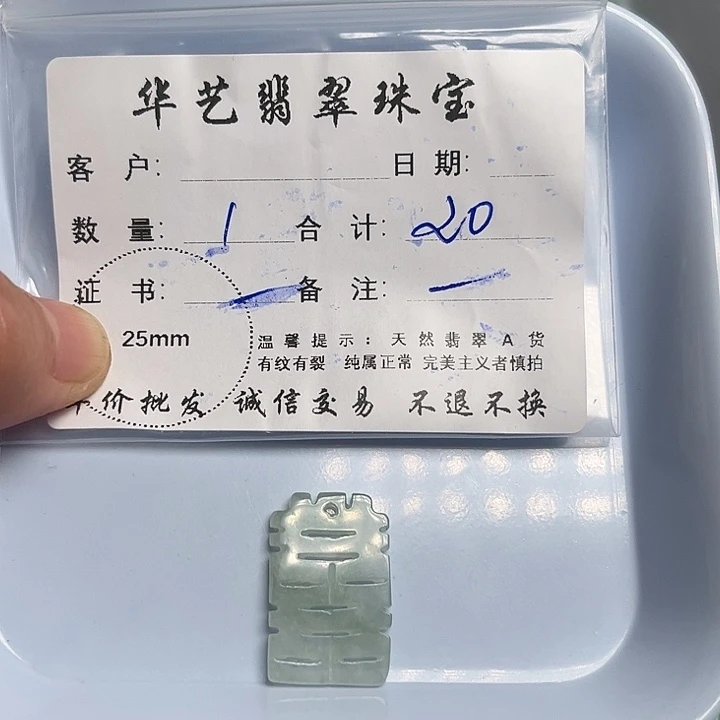 华艺翡翠珠宝
客 户: 日 期:
数 量: 1 合 计: 20
证 书: 备 注:
25mm
温馨提示:天然翡翠A货
有纹有裂 纯属正常 完美主义者慎拍
价批发 诚信交易 不退不换